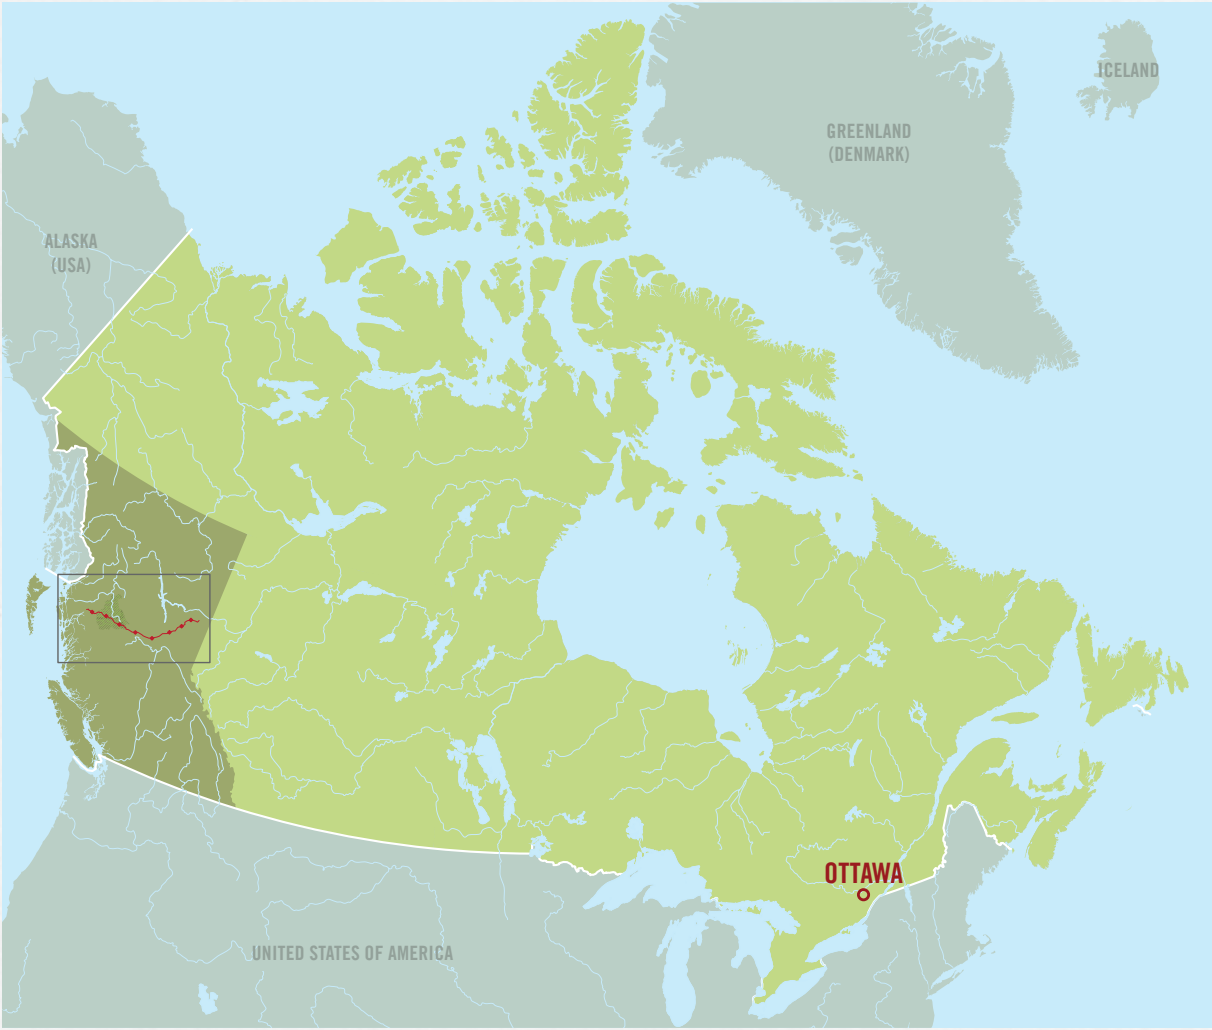 ICELAND
GREENLAND
(DENMARK)
ALASKA
(USA)
OTTAWA
UNITED STATES OF AMERICA